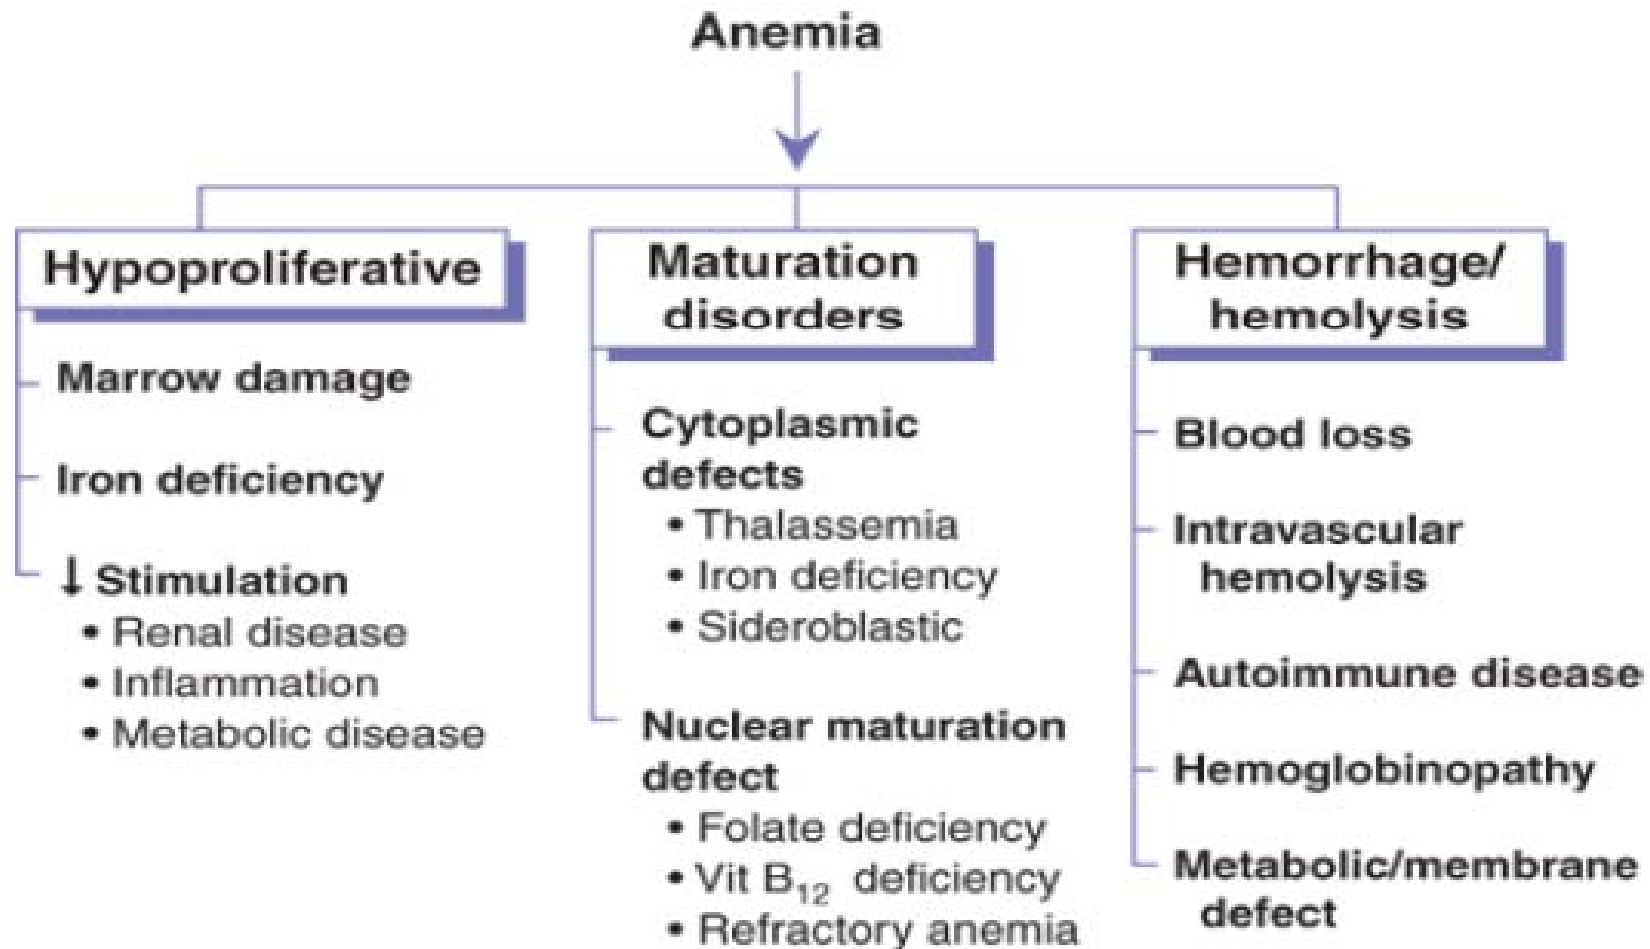 Anemia
Hypoproliferative
Marrow damage
Iron deficiency
↓ Stimulation
• Renal disease
• Inflammation
• Metabolic disease
Maturation
disorders
Cytoplasmic
defects
• Thalassemia
• Iron deficiency
• Sideroblastic
Nuclear maturation
defect
• Folate deficiency
• Vit B₁₂ deficiency
• Refractory anemia
Hemorrhage/
hemolysis
Blood loss
Intravascular
hemolysis
Autoimmune disease
Hemoglobinopathy
Metabolic/membrane
defect